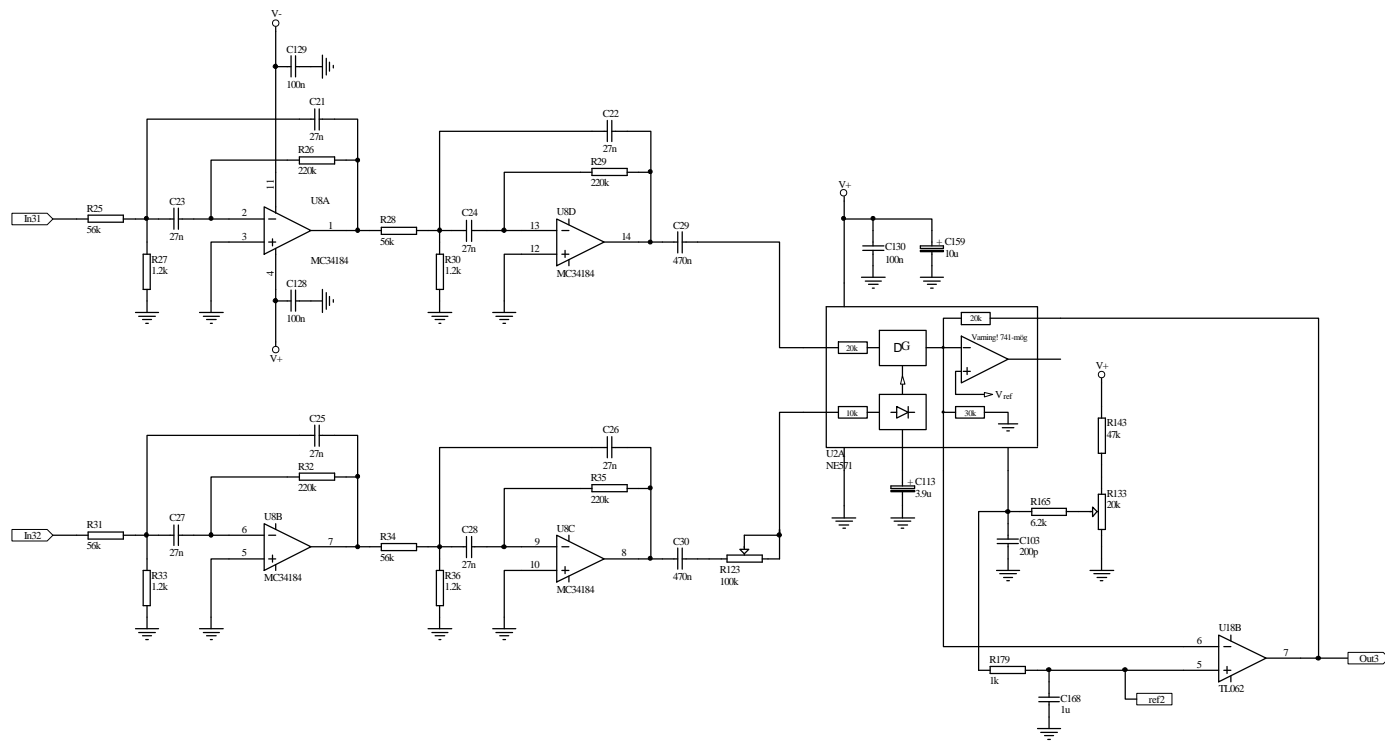 V-
C129
100n
C21
27n
R26
220k
11
In31
R25
56k
C23
27n
2
3
U8A
1
MC34184
R27
1.2k
4
C128
100n
V+
C22
27n
R29
220k
R28
56k
C24
27n
U8D
13
12
14
MC34184
R30
1.2k
C29
470n
V+
C130
100n
C159
10u
20k
DG
20k
Varning! 741-mög
Vref
10k
30k
U2A
NE571
C113
3.9u
V+
R143
47k
R165
6.2k
R133
20k
C103
200p
C25
27n
R32
220k
In32
R31
56k
C27
27n
U8B
6
5
7
MC34184
R33
1.2k
C26
27n
R35
220k
R34
56k
C28
27n
U8C
9
10
8
MC34184
R36
1.2k
C30
470n
R123
100k
U18B
6
5
7
TL062
Out3
R179
1k
C168
1u
ref2